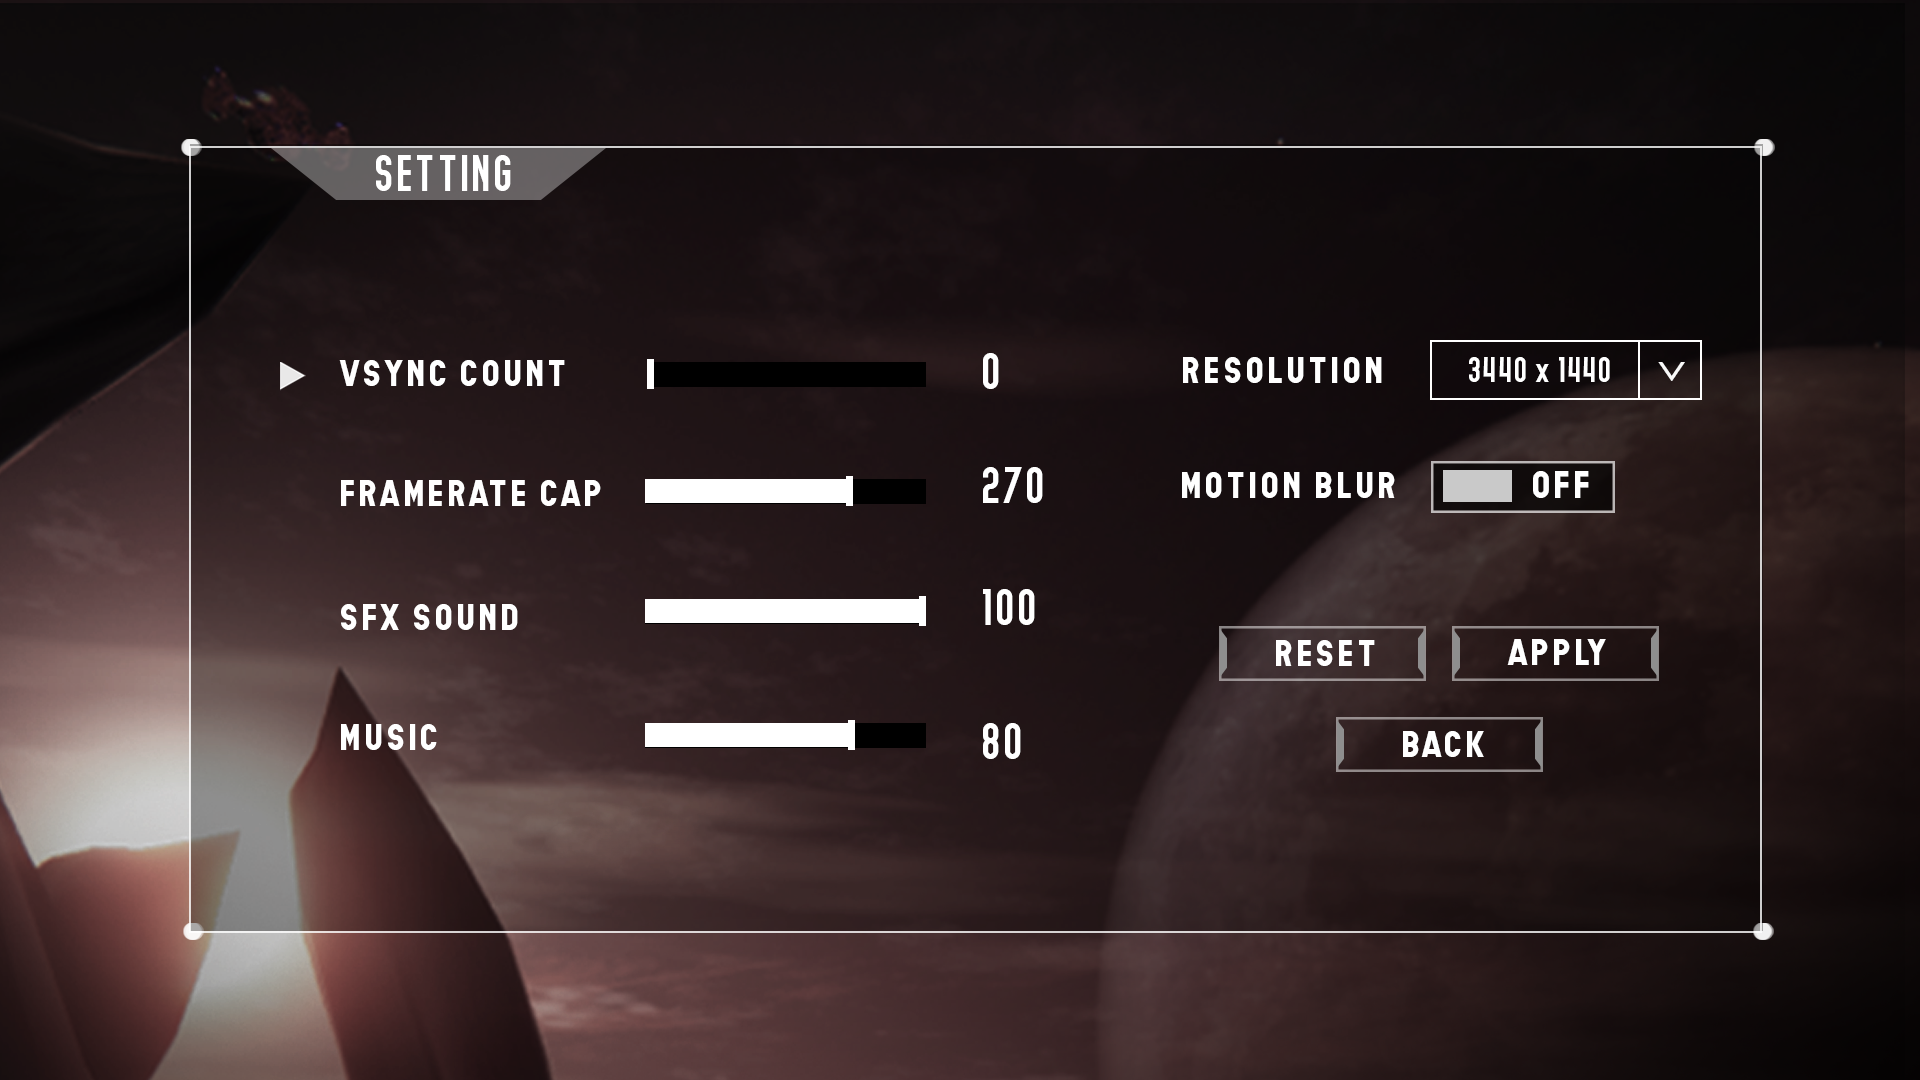 SETTING
VSYNC COUNT 0
FRAMERATE CAP 270
SFX SOUND 100
MUSIC 80
RESOLUTION 3440 x 1440
MOTION BLUR OFF
RESET APPLY
BACK